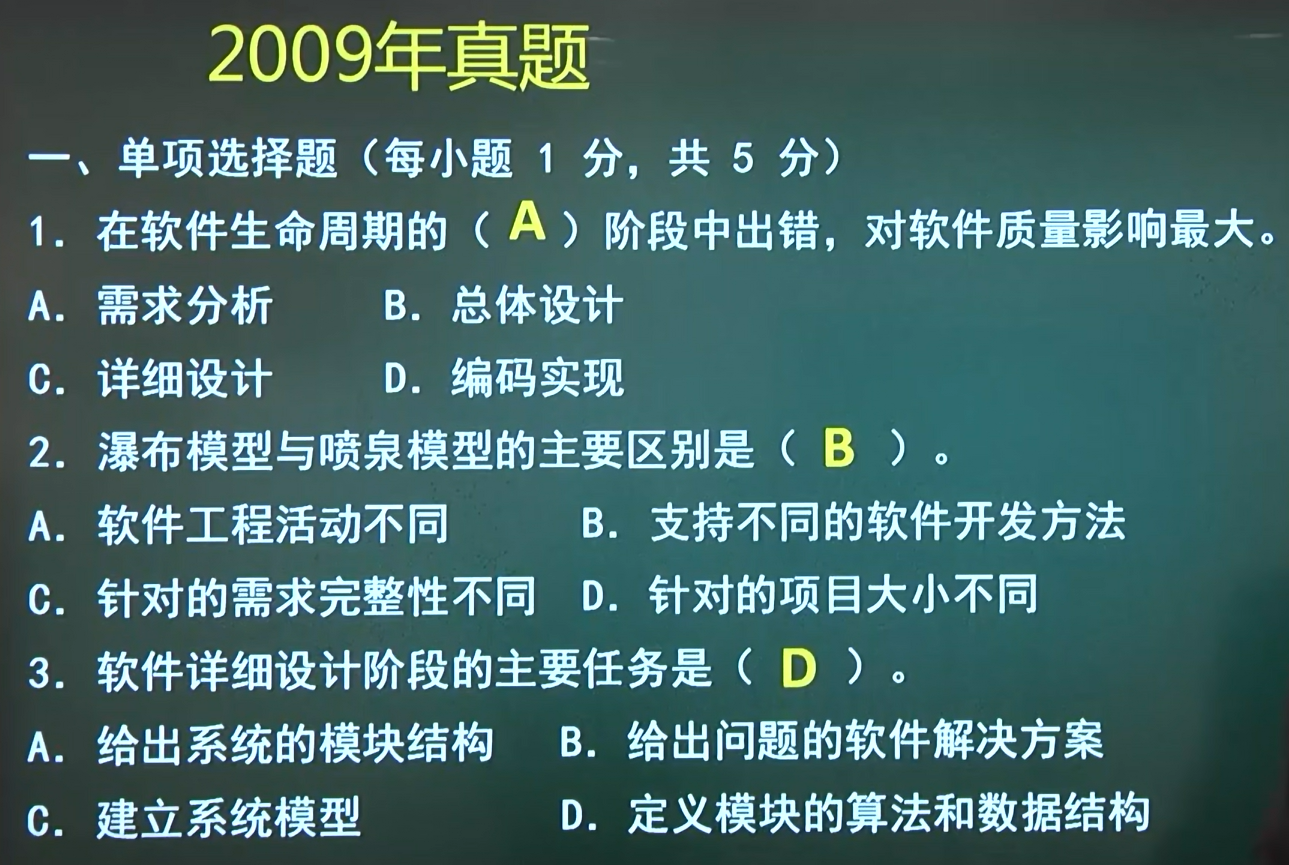 2009年真题
一、单项选择题（每小题 1 分，共 5 分）
1. 在软件生命周期的（ A ）阶段中出错，对软件质量影响最大。
A. 需求分析 B. 总体设计
C. 详细设计 D. 编码实现
2. 瀑布模型与喷泉模型的主要区别是（ B ）。
A. 软件工程活动不同 B. 支持不同的软件开发方法
C. 针对的需求完整性不同 D. 针对的项目大小不同
3. 软件详细设计阶段的主要任务是（ D ）。
A. 给出系统的模块结构 B. 给出问题的软件解决方案
C. 建立系统模型 D. 定义模块的算法和数据结构